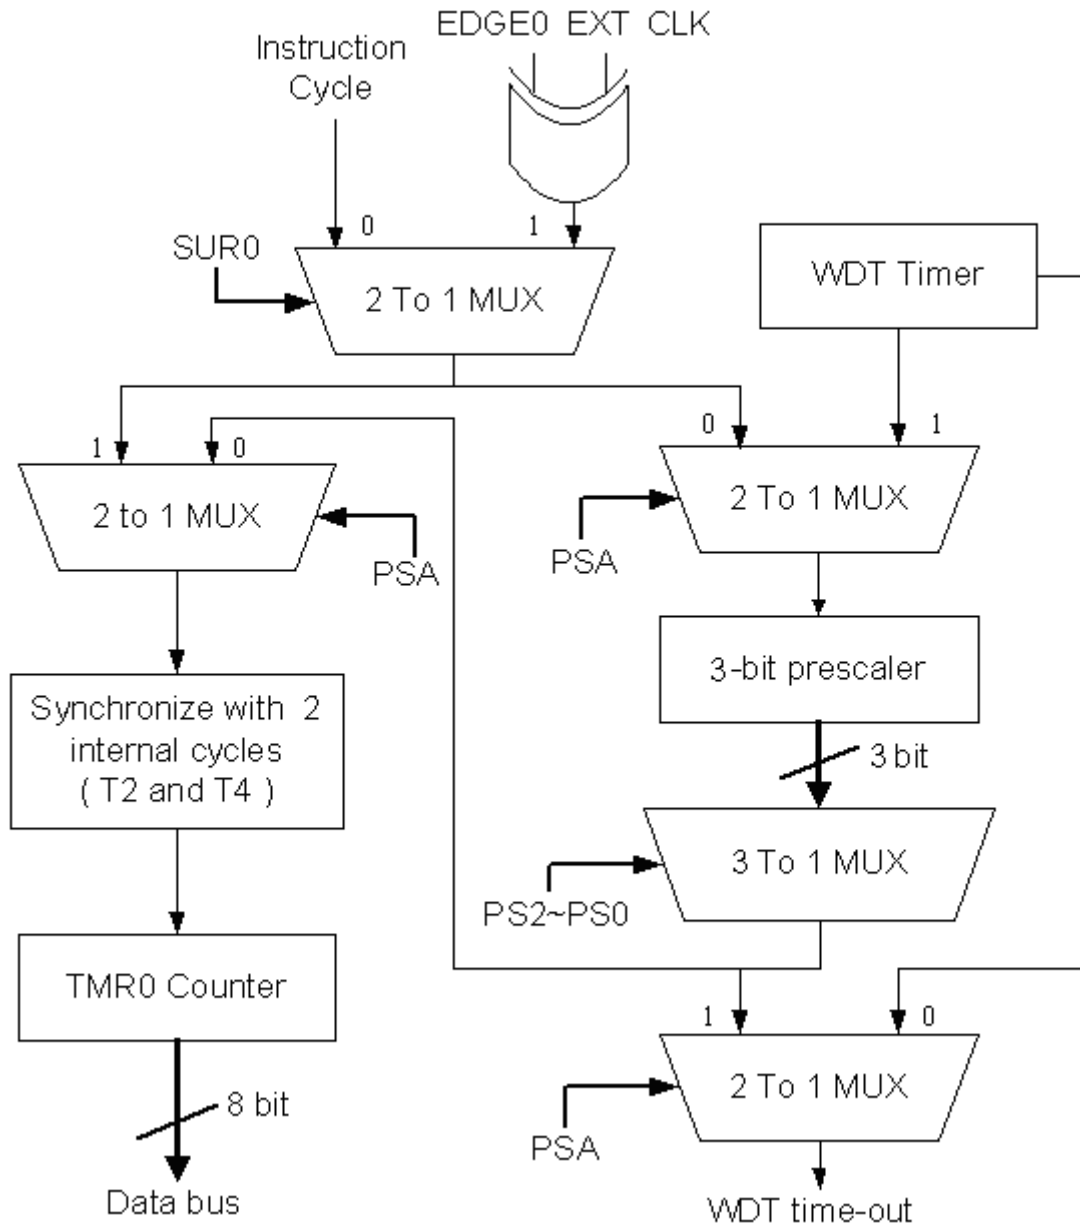 EDGE0 EXT CLK
Instruction
Cycle
0
1
SUR0
2 To 1 MUX
WDT Timer
1
0
0
1
2 to 1 MUX
2 To 1 MUX
PSA
PSA
3-bit prescaler
Synchronize with 2
internal cycles
( T2 and T4 )
3 bit
3 To 1 MUX
PS2~PS0
TMR0 Counter
1
0
2 To 1 MUX
8 bit
PSA
Data bus
WDT time-out